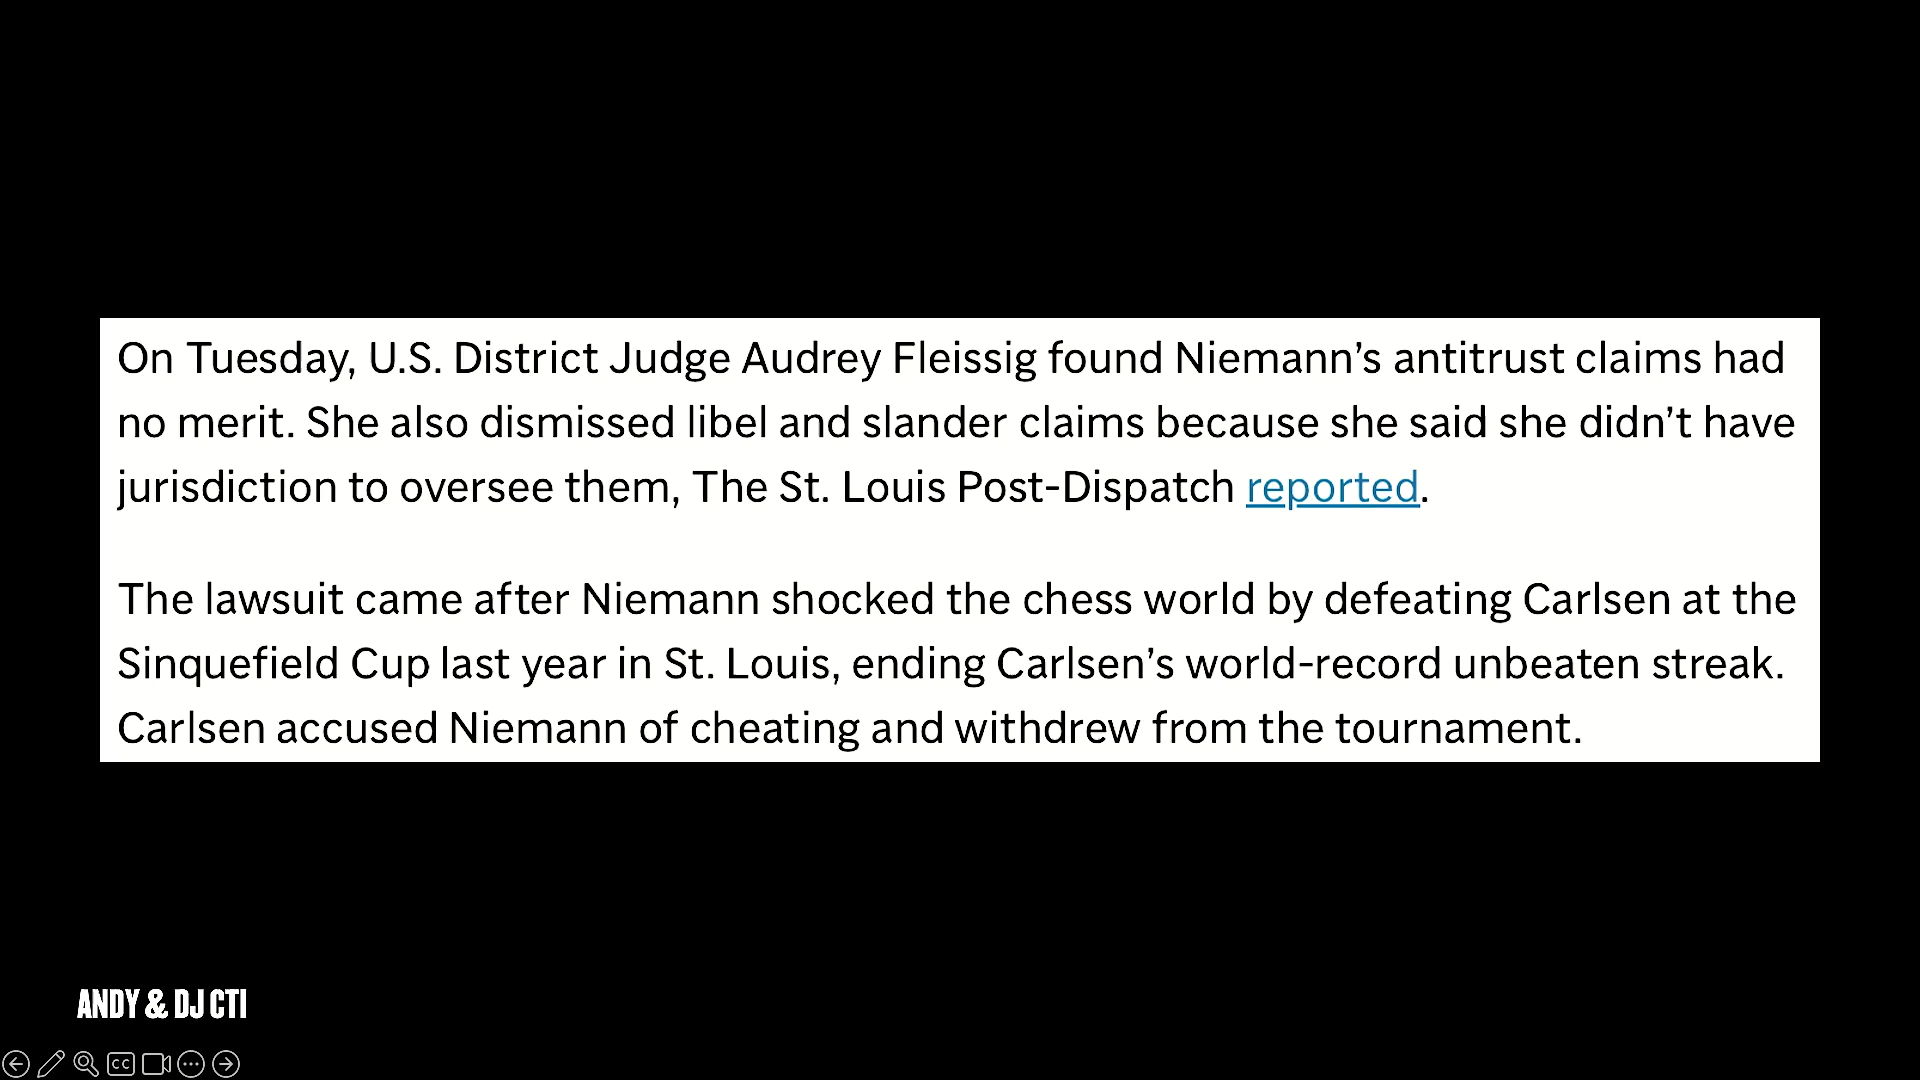 On Tuesday, U.S. District Judge Audrey Fleissig found Niemann’s antitrust claims had
no merit. She also dismissed libel and slander claims because she said she didn’t have
jurisdiction to oversee them, The St. Louis Post-Dispatch reported.
The lawsuit came after Niemann shocked the chess world by defeating Carlsen at the
Sinquefield Cup last year in St. Louis, ending Carlsen’s world-record unbeaten streak.
Carlsen accused Niemann of cheating and withdrew from the tournament.
ANDY & DJ CTI
CC